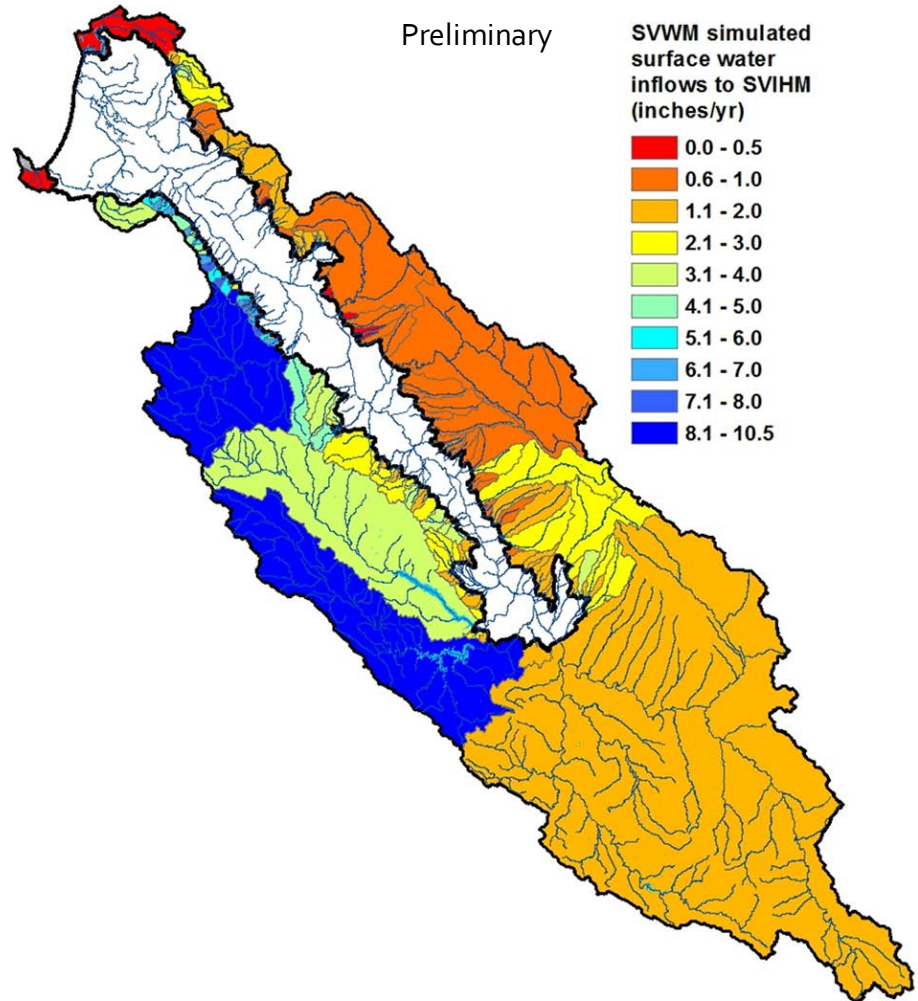 Preliminary
SVWM simulated
surface water
inflows to SVIHM
(inches/yr)
0.0 - 0.5
0.6 - 1.0
1.1 - 2.0
2.1 - 3.0
3.1 - 4.0
4.1 - 5.0
5.1 - 6.0
6.1 - 7.0
7.1 - 8.0
8.1 - 10.5